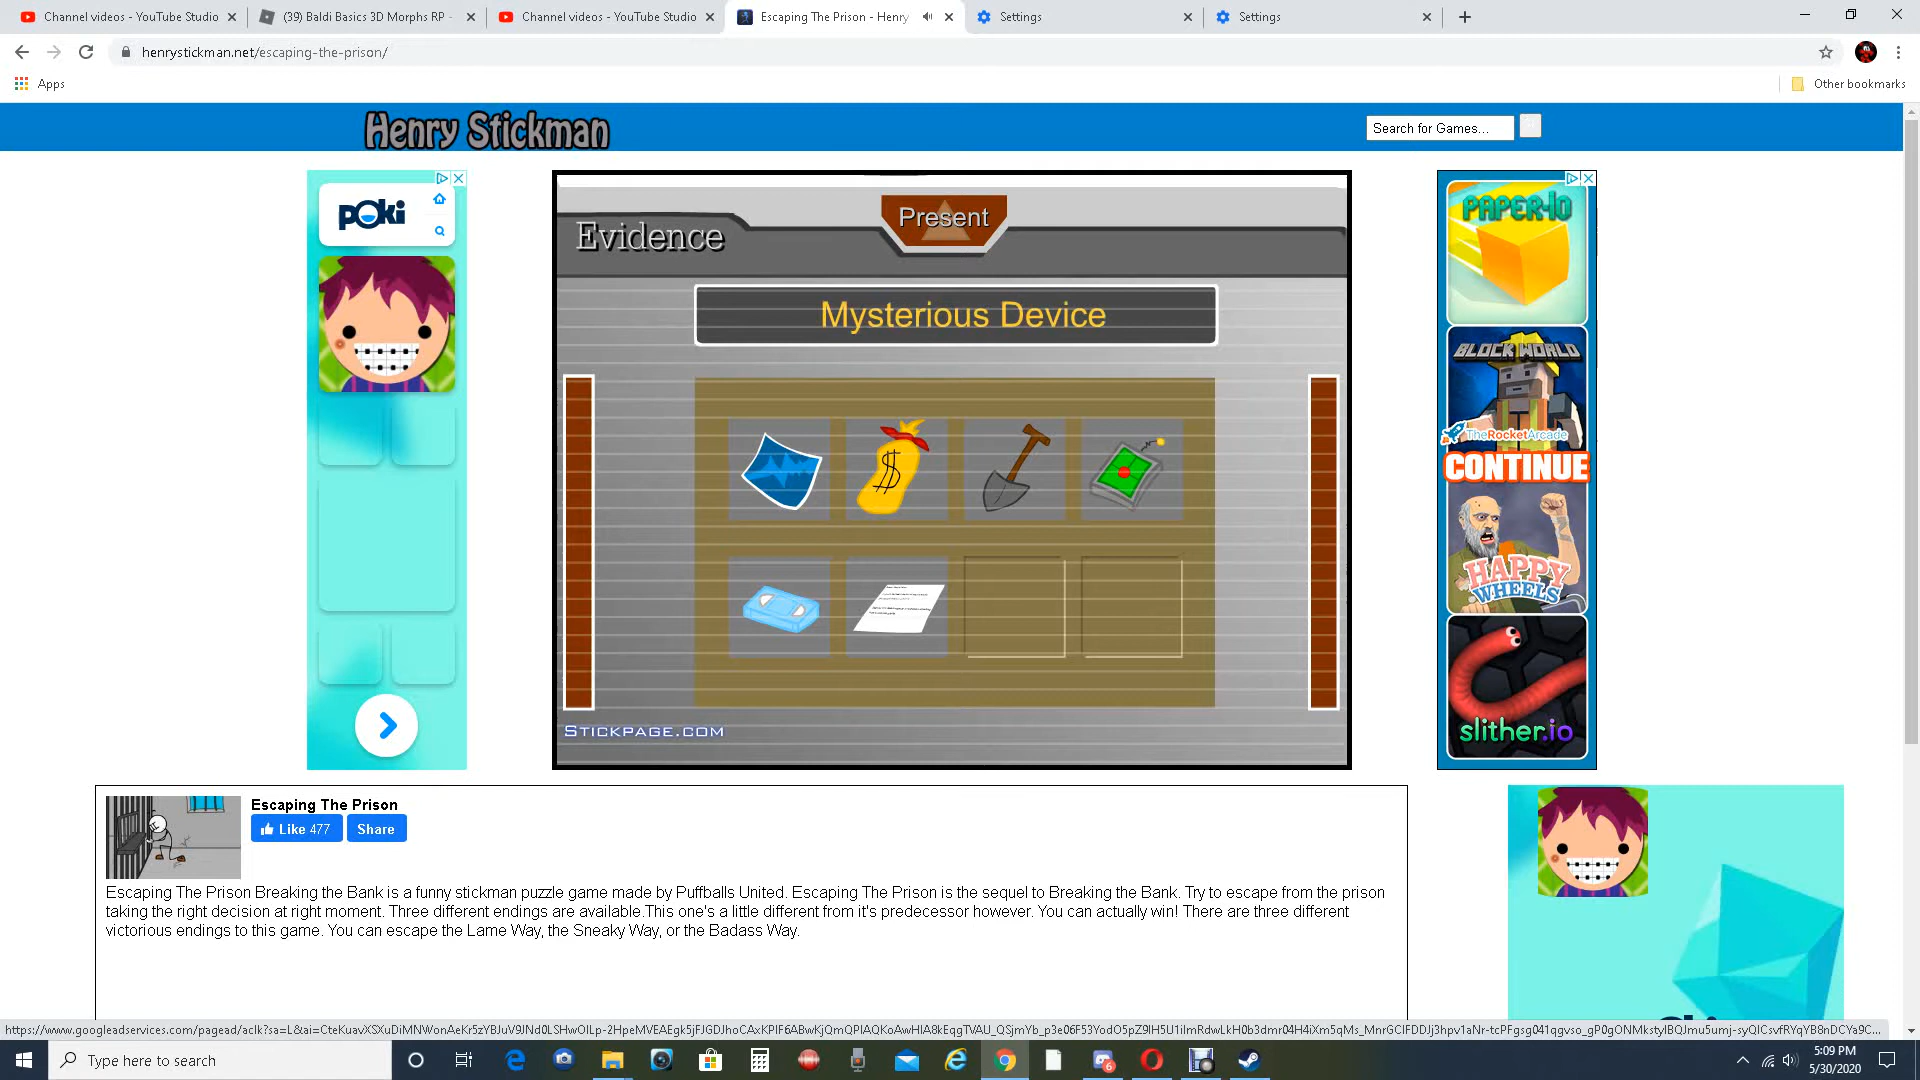 Channel videos - YouTube Studio
(39) Baldi Basics 3D Morphs RP -
Channel videos - YouTube Studio
Escaping The Prison - Henry
Settings
Settings
henrystickman.net/escaping-the-prison/
Apps
Other bookmarks
Henry Stickman
Search for Games...
poki
Evidence
Present
Mysterious Device
$
STICKPAGE.COM
PAPER-IO
BLOCK WORLD
TheRocketArcade
CONTINUE
HAPPY
WHEELS
slither.io
Escaping The Prison
Like 477
Share
Escaping The Prison Breaking the Bank is a funny stickman puzzle game made by Puffballs United. Escaping The Prison is the sequel to Breaking the Bank. Try to escape from the prison
taking the right decision at right moment. Three different endings are available.This one's a little different from it's predecessor however. You can actually win! There are three different
victorious endings to this game. You can escape the Lame Way, the Sneaky Way, or the Badass Way.
Type here to search
6
5:09 PM
5/30/2020